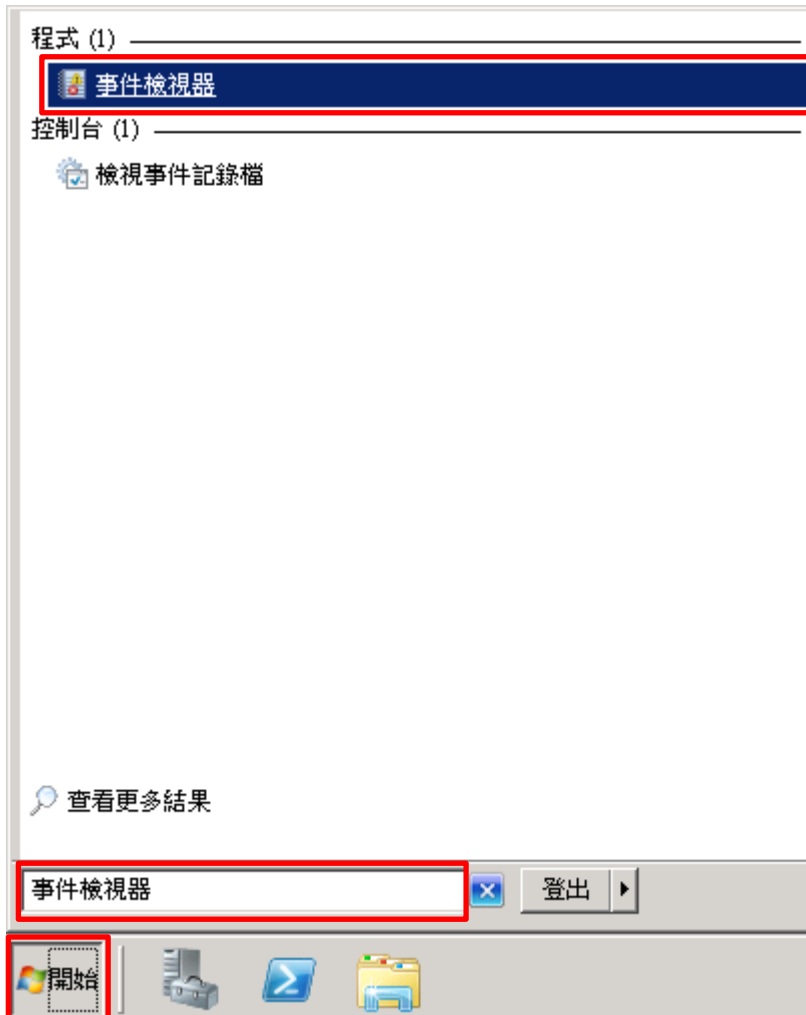 程式 (1)
事件檢視器
控制台 (1)
檢視事件記錄檔
查看更多結果
事件檢視器
登出
開始